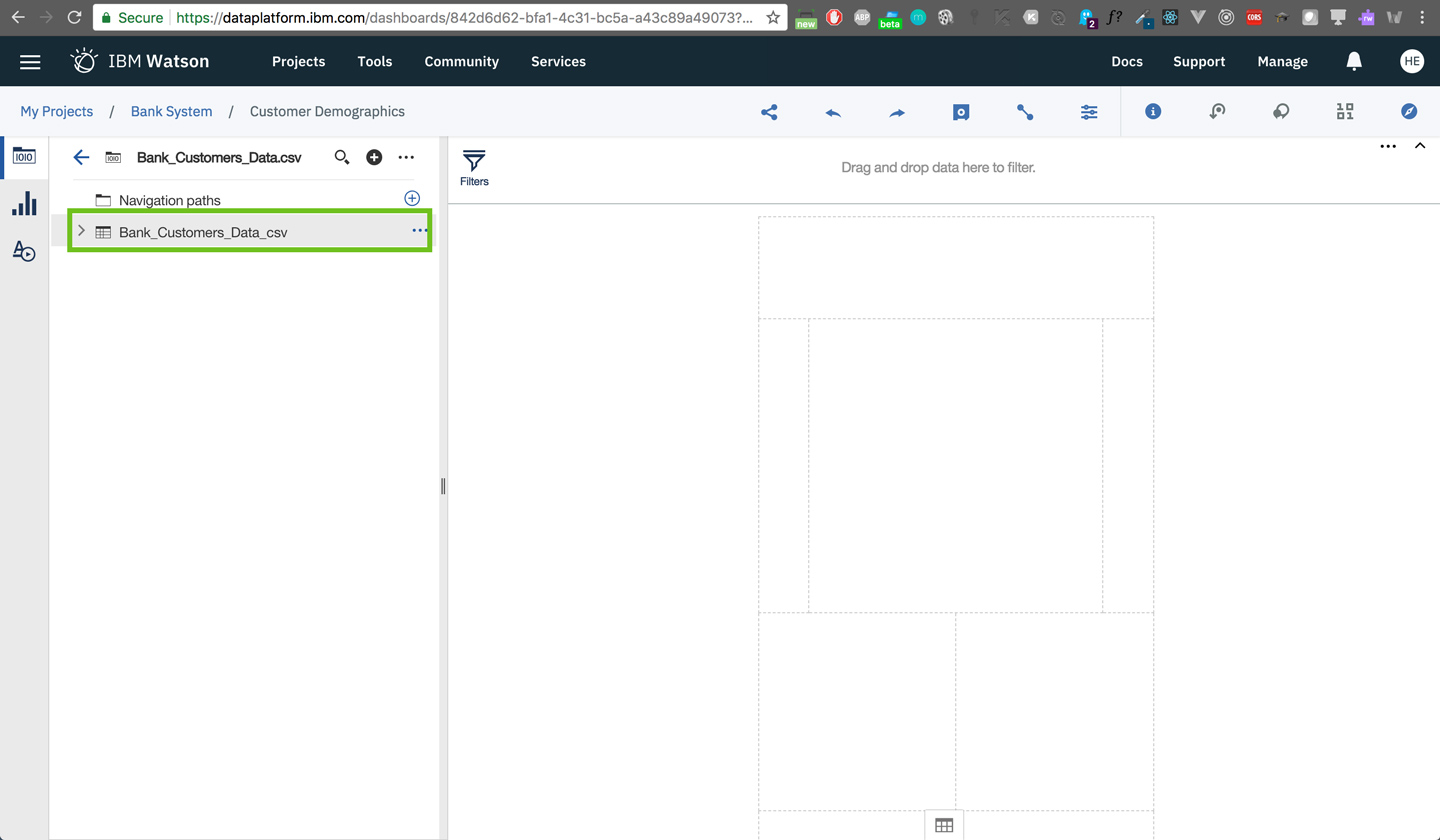 Secure https://dataplatform.ibm.com/dashboards/842d6d62-bfa1-4c31-bc5a-a43c89a49073?...
new ABP beta m K 2 f? CORS rw
IBM Watson Projects Tools Community Services Docs Support Manage HE
My Projects / Bank System / Customer Demographics
Bank_Customers_Data.csv
Filters
Drag and drop data here to filter.
Navigation paths
Bank_Customers_Data_csv